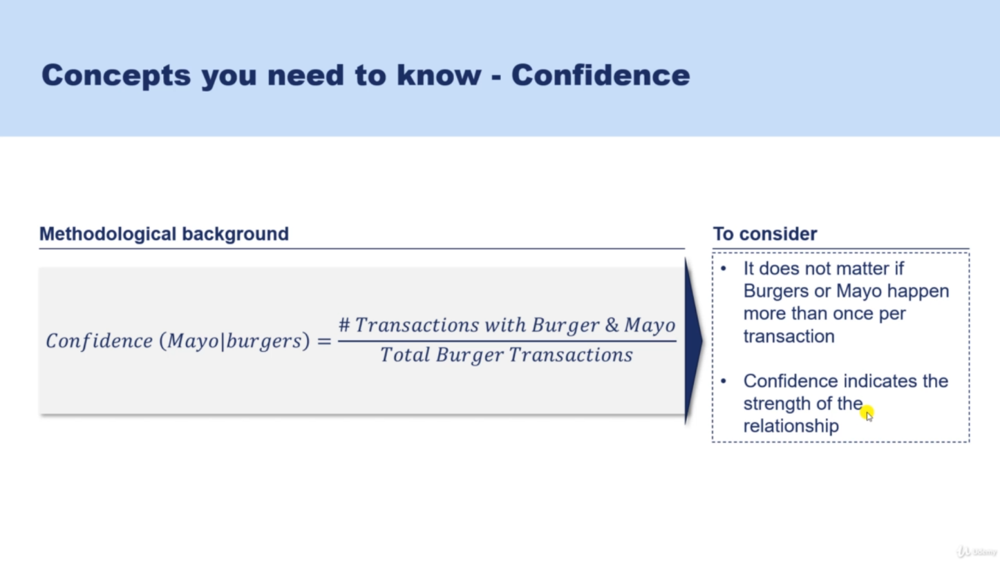 Concepts you need to know - Confidence
Methodological background
Confidence (Mayo|burgers) = # Transactions with Burger & Mayo / Total Burger Transactions
To consider
• It does not matter if
Burgers or Mayo happen
more than once per
transaction
• Confidence indicates the
strength of the
relationship
Udemy